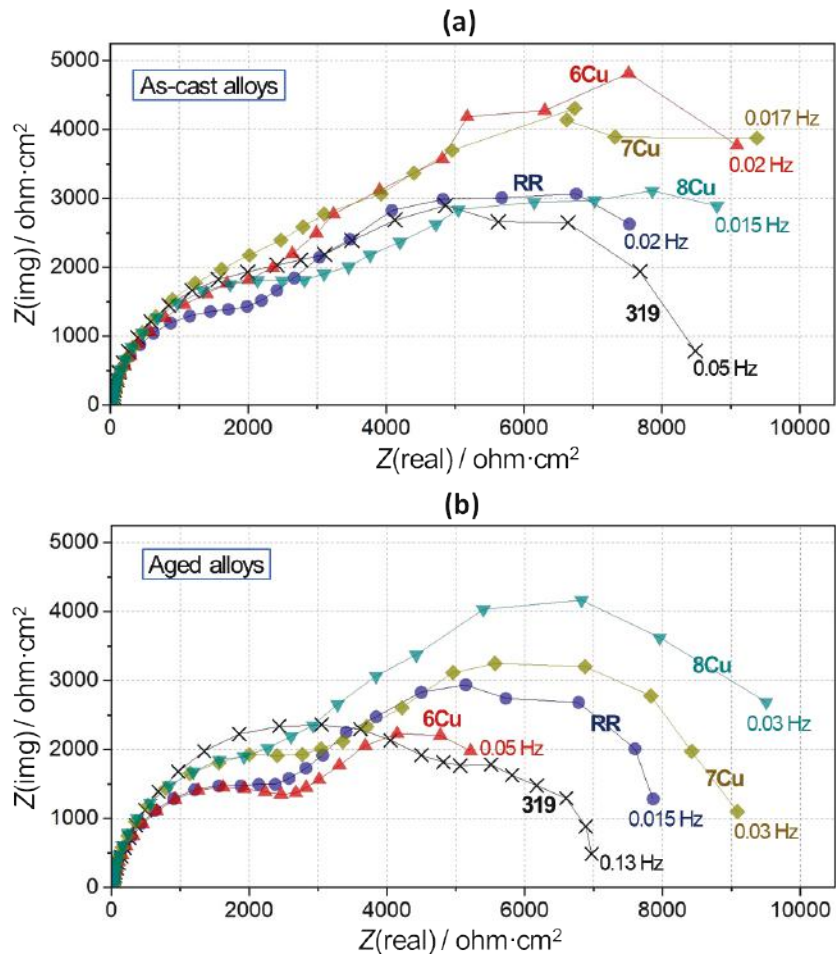 (a)
5000
4000
3000
2000
1000
0
Z(img) / ohm·cm²
As-cast alloys
6Cu
0.017 Hz
7Cu
0.02 Hz
RR
8Cu
0.015 Hz
0.02 Hz
319
0.05 Hz
0 2000 4000 6000 8000 10000
Z(real) / ohm·cm²
(b)
5000
4000
3000
2000
1000
0
Z(img) / ohm·cm²
Aged alloys
8Cu
0.03 Hz
6Cu
0.05 Hz
RR
7Cu
319
0.015 Hz
0.03 Hz
0.13 Hz
0 2000 4000 6000 8000 10000
Z(real) / ohm·cm²